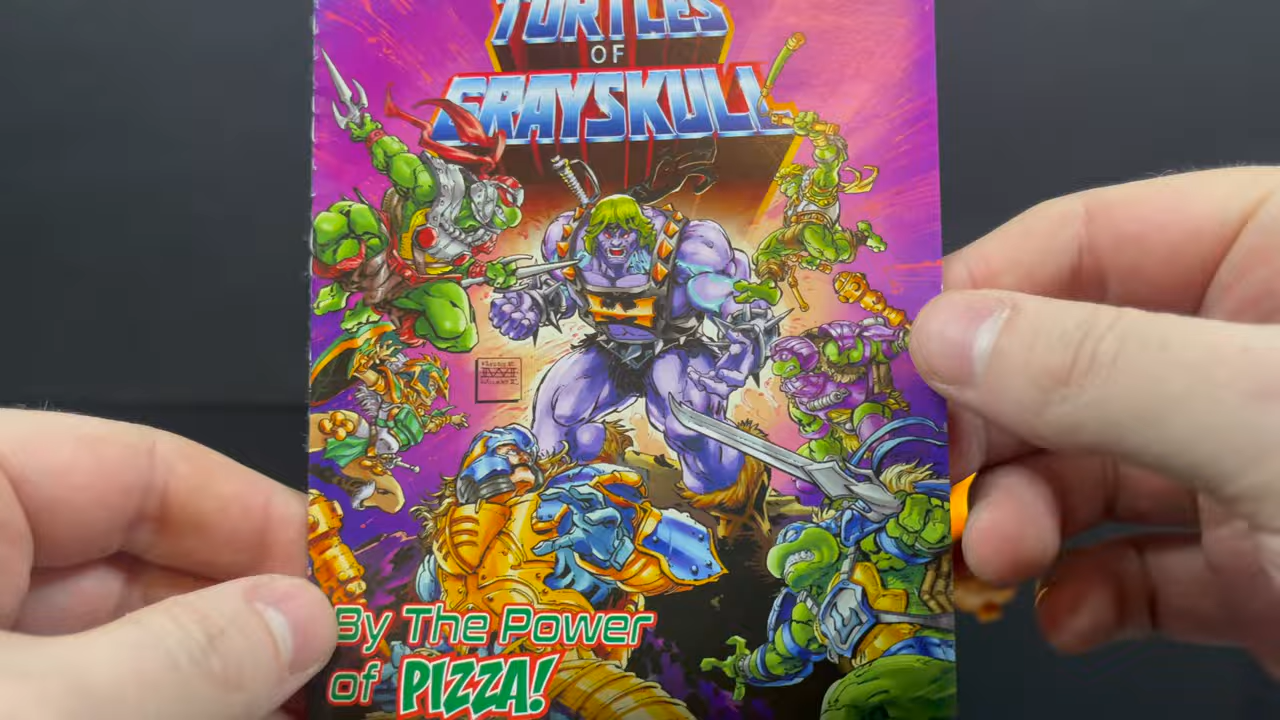 TURTLES
OF
GRAYSKULL
By The Power
of PIZZA!